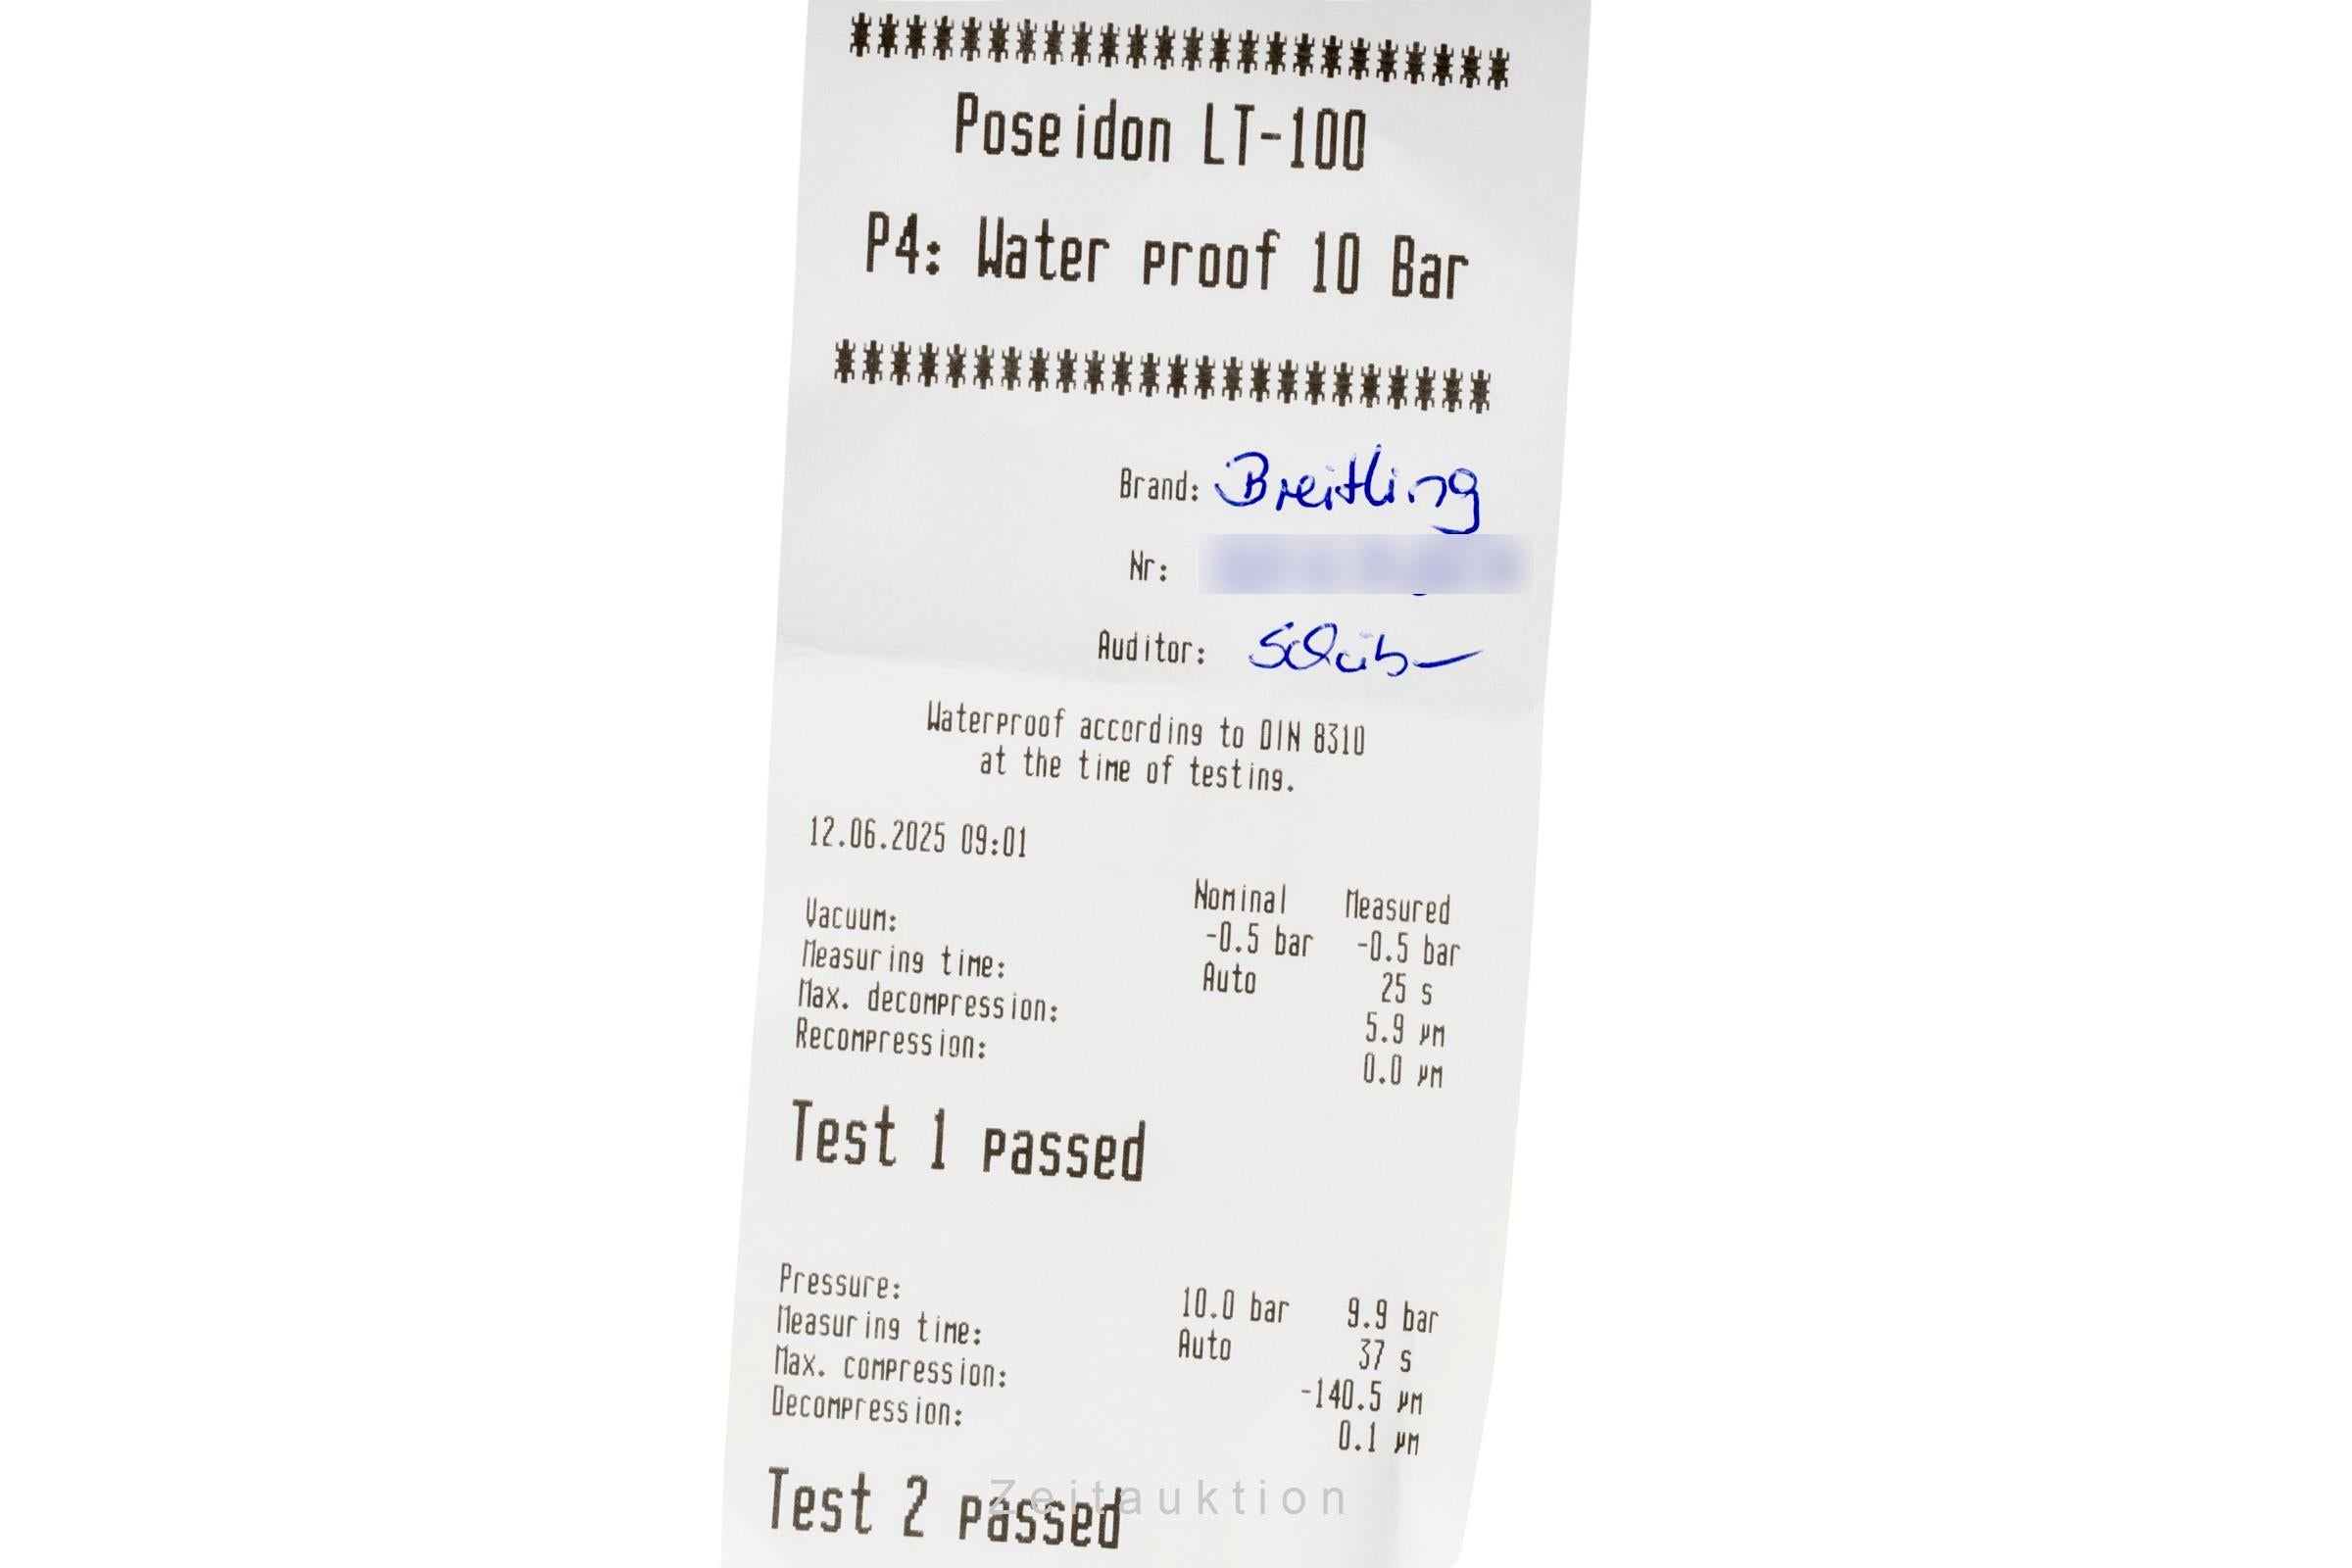 ************************
Poseidon LT-100
P4: Water proof 10 Bar
************************
Brand: Breitling
Nr:
Auditor:
Waterproof according to DIN 8310
at the time of testing.
12.06.2025 09:01
Nominal Measured
Vacuum: -0.5 bar -0.5 bar
Measuring time: Auto 25 s
Max. decompression: 5.9 µm
Recompression: 0.0 µm
Test 1 passed
Pressure: 10.0 bar 9.9 bar
Measuring time: Auto 37 s
Max. compression: -140.5 µm
Decompression: 0.1 µm
Test 2 passed
Zeitauktion